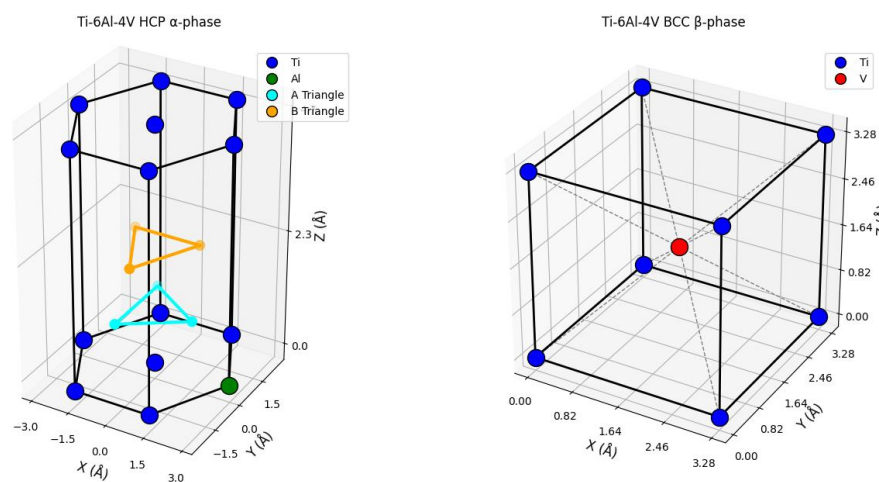 Ti-6Al-4V HCP α-phase
Ti
Al
A Triangle
B Triangle
2.3
0.0
Z (Å)
−3.0
−1.5
0.0
1.5
3.0
X (Å)
−1.5
0.0
1.5
Y (Å)
Ti-6Al-4V BCC β-phase
Ti
V
3.28
2.46
1.64
0.82
0.00
Z (Å)
0.00
0.82
1.64
2.46
3.28
X (Å)
0.00
0.82
1.64
2.46
3.28
Y (Å)